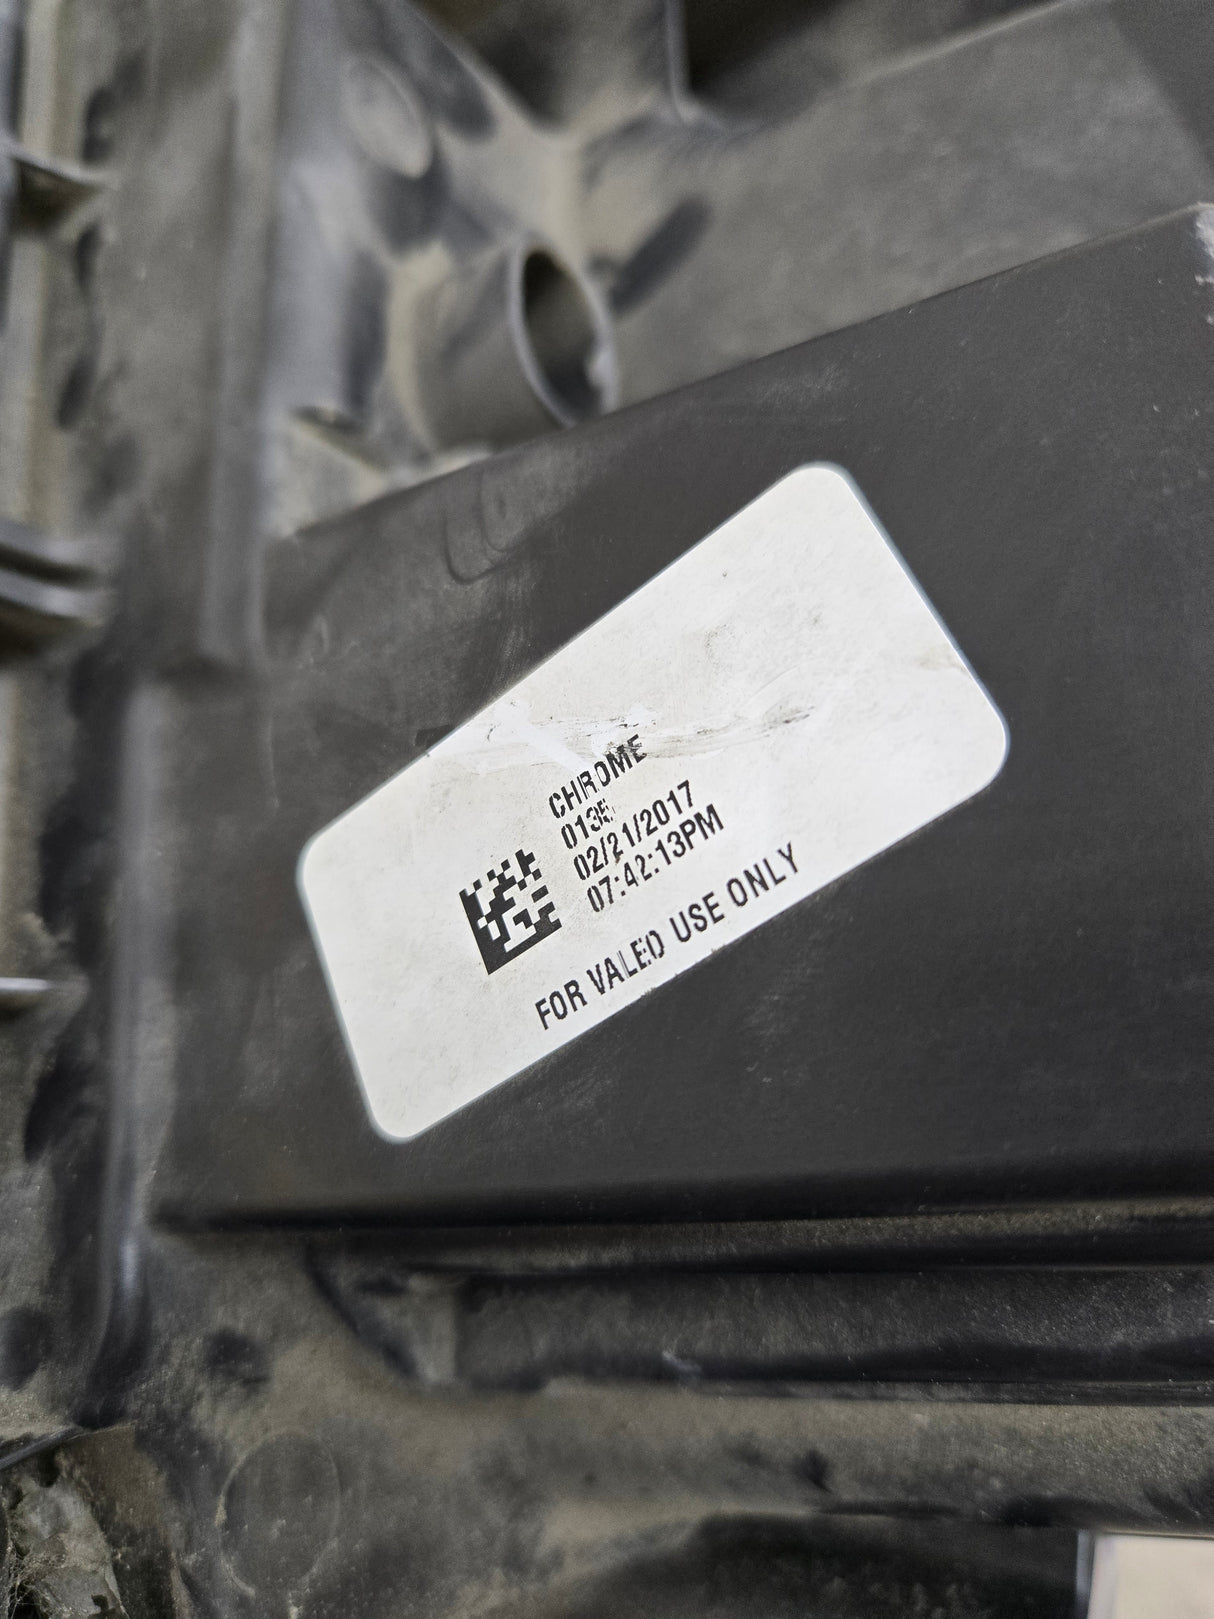 CHROME
0135
02/21/2017
07:42:13PM
FOR VALEO USE ONLY